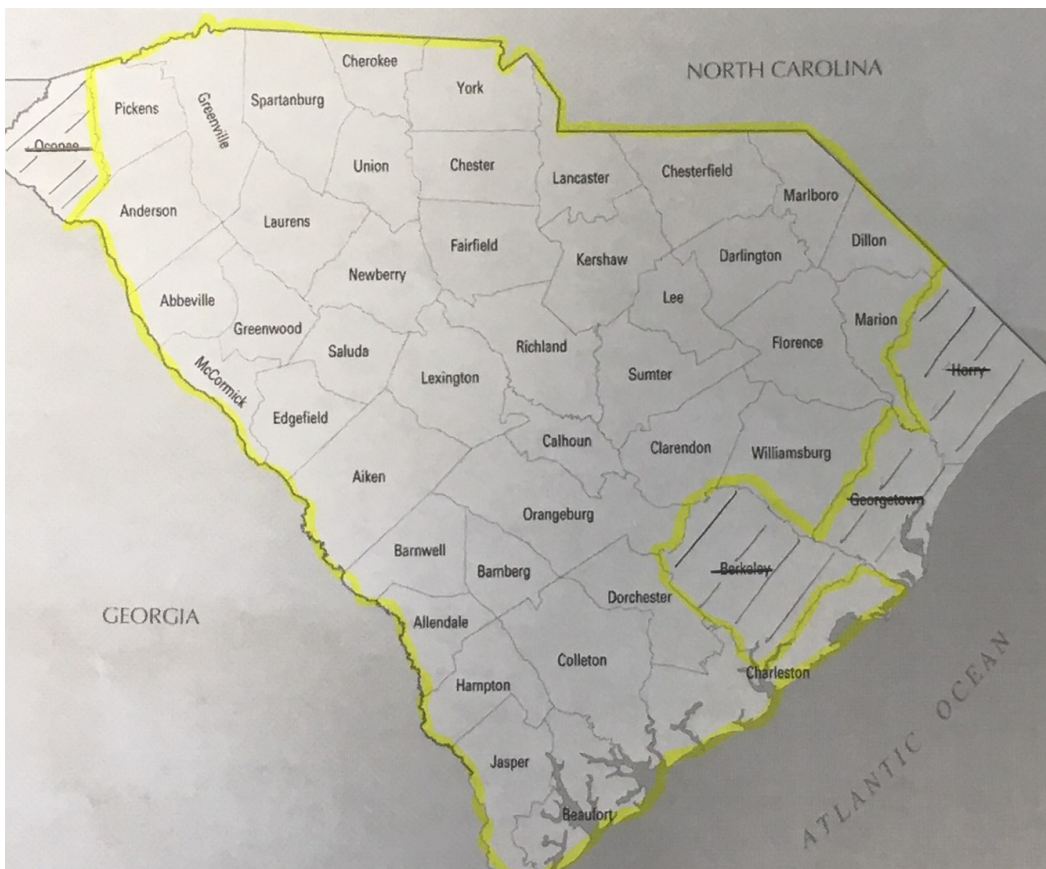 Cherokee
York
NORTH CAROLINA
Pickens
Greenville
Spartanburg
Oconee
Union
Chester
Lancaster
Chesterfield
Marlboro
Anderson
Laurens
Fairfield
Kershaw
Darlington
Dillon
Newberry
Abbeville
Greenwood
Lee
Marion
Saluda
Richland
Florence
McCormick
Lexington
Sumter
Horry
Edgefield
Calhoun
Clarendon
Williamsburg
Aiken
Georgetown
Orangeburg
Barnwell
Bamberg
Berkeley
Dorchester
GEORGIA
Allendale
Colleton
Charleston
Hampton
Jasper
Beaufort
ATLANTIC OCEAN